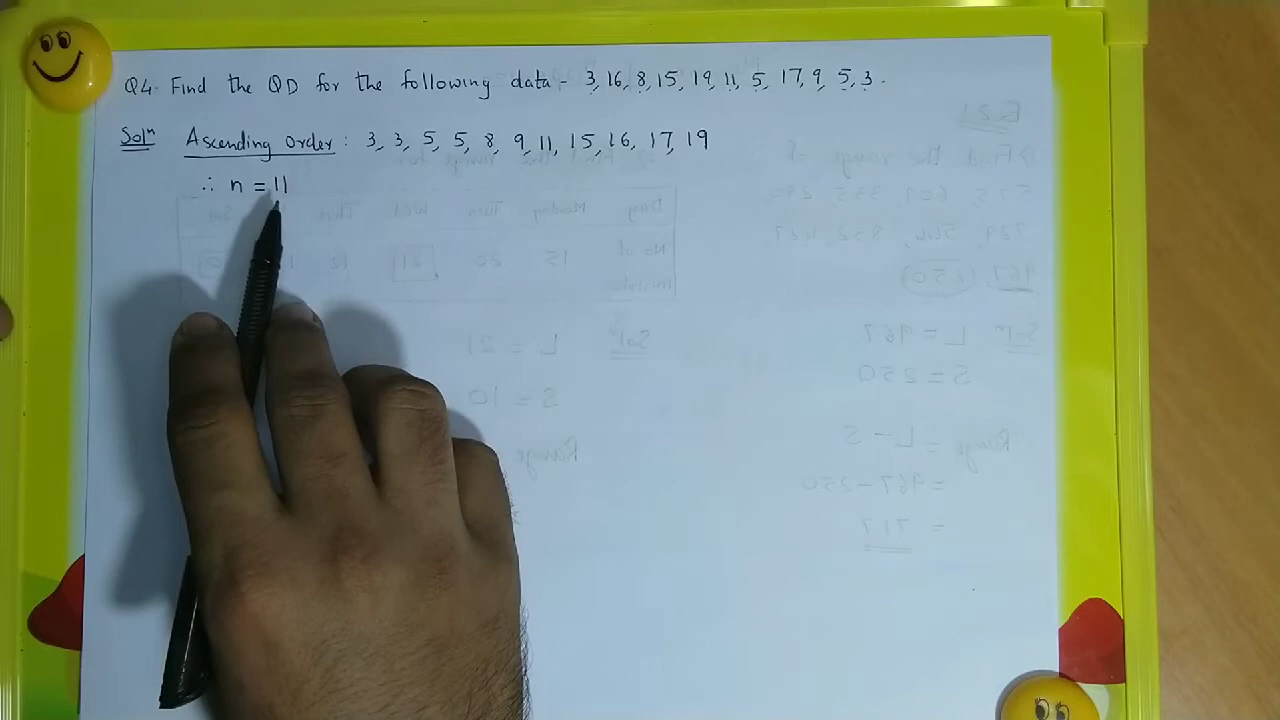 Q4. Find the QD for the following data - 3, 16, 8, 15, 19, 11, 5, 17, 9, 5, 3.
Solⁿ Ascending order : 3, 3, 5, 5, 8, 9, 11, 15, 16, 17, 19
∴ n = 11